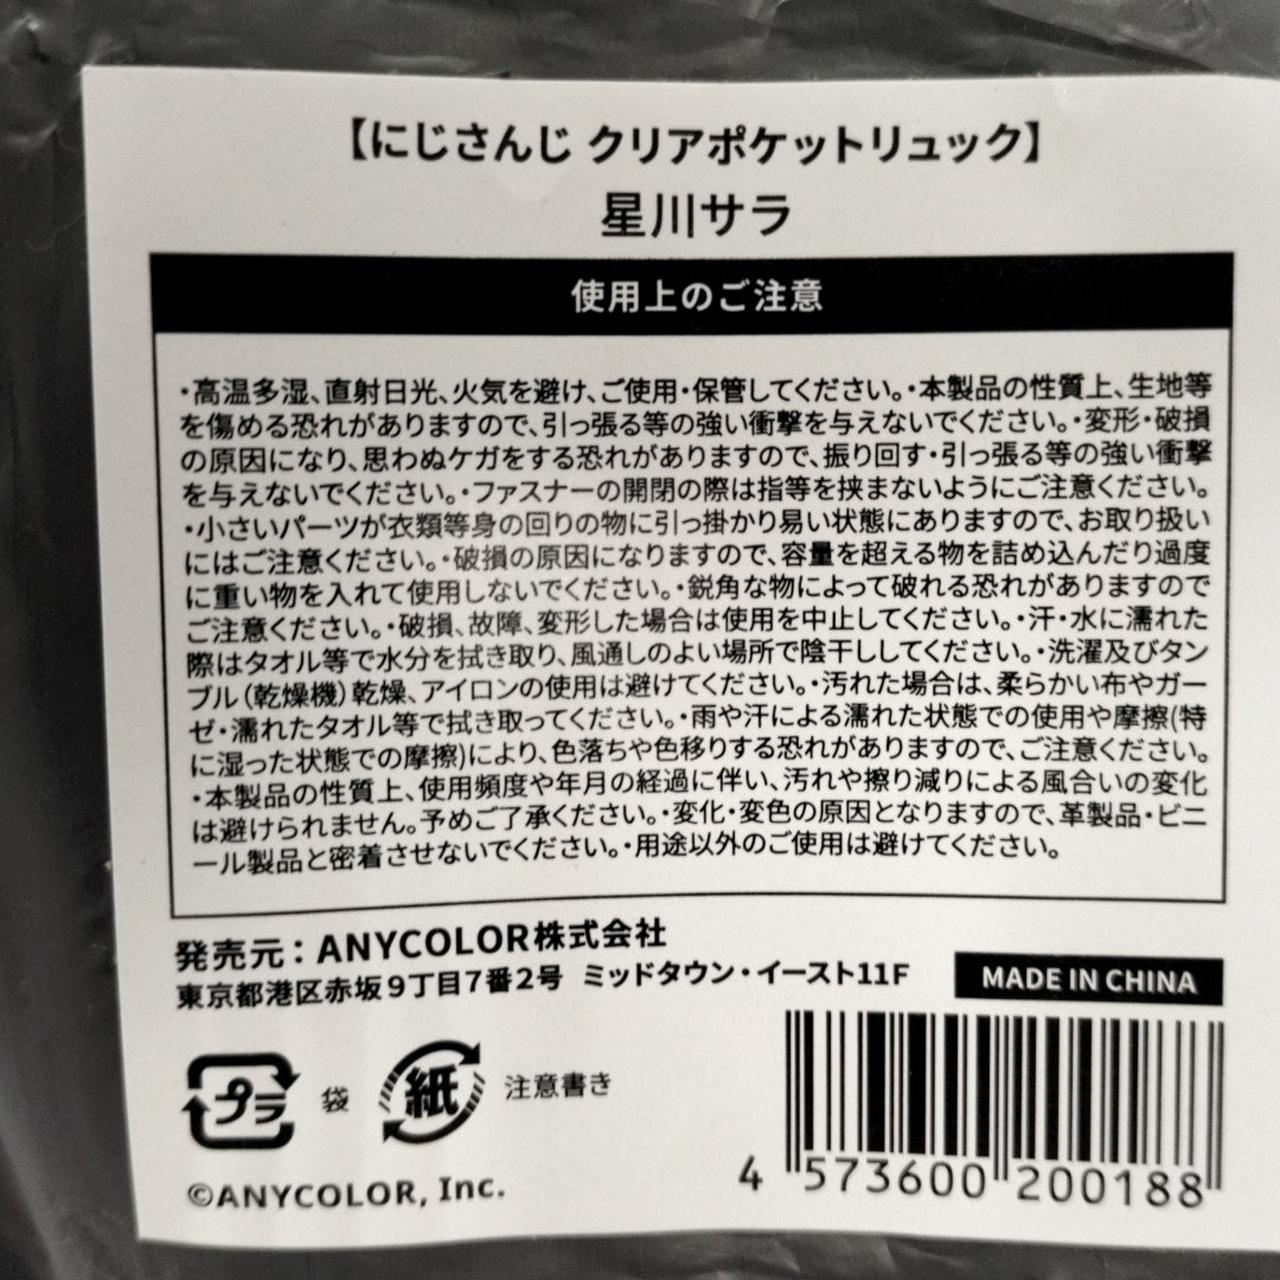 【にじさんじ クリアポケットリュック】
星川サラ
使用上のご注意
・高温多湿、直射日光、火気を避け、ご使用・保管してください。・本製品の性質上、生地等
を傷める恐れがありますので、引っ張る等の強い衝撃を与えないでください。・変形・破損
の原因になり、思わぬケガをする恐れがありますので、振り回す・引っ張る等の強い衝撃
を与えないでください。・ファスナーの開閉の際は指等を挟まないようにご注意ください。
・小さいパーツが衣類等身の回りの物に引っ掛かり易い状態にありますので、お取り扱い
にはご注意ください。・破損の原因になりますので、容量を超える物を詰め込んだり過度
に重い物を入れて使用しないでください。・鋭角な物によって破れる恐れがありますので
ご注意ください。・破損、故障、変形した場合は使用を中止してください。・汗・水に濡れた
際はタオル等で水分を拭き取り、風通しのよい場所で陰干ししてください。・洗濯及びタン
ブル(乾燥機)乾燥、アイロンの使用は避けてください。・汚れた場合は、柔らかい布やガー
ゼ・濡れたタオル等で拭き取ってください。・雨や汗による濡れた状態での使用や摩擦(特
に湿った状態での摩擦)により、色落ちや色移りする恐れがありますので、ご注意ください。
・本製品の性質上、使用頻度や年月の経過に伴い、汚れや擦り減りによる風合いの変化
は避けられません。予めご了承ください。・変化・変色の原因となりますので、革製品・ビニ
ール製品と密着させないでください。・用途以外のご使用は避けてください。
発売元：ANYCOLOR株式会社
東京都港区赤坂9丁目7番2号 ミッドタウン・イースト11F
MADE IN CHINA
プラ 袋 紙 注意書き
4 573600 200188
©ANYCOLOR, Inc.